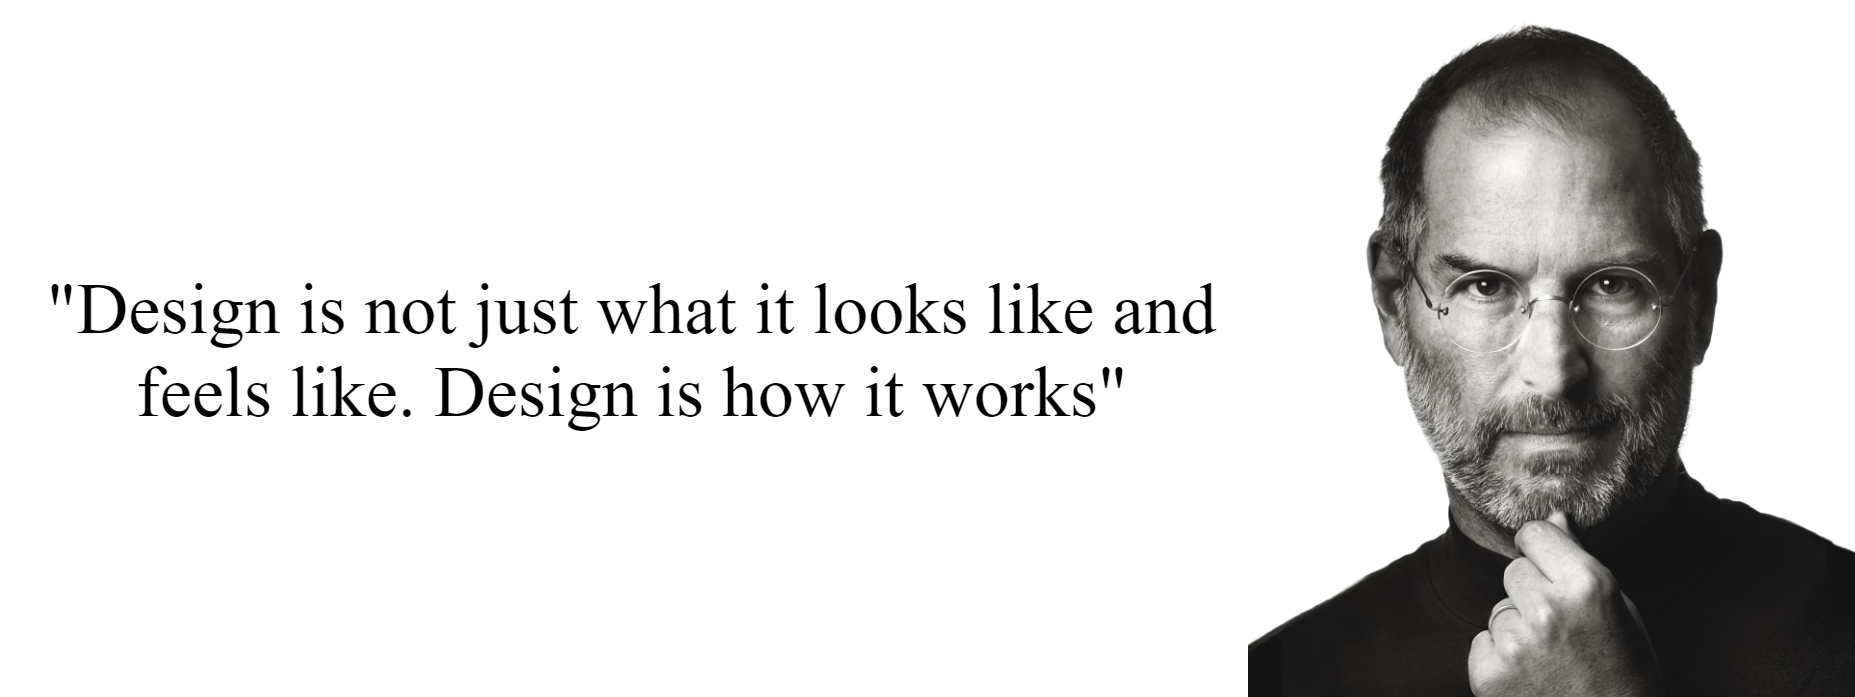 "Design is not just what it looks like and
feels like. Design is how it works"